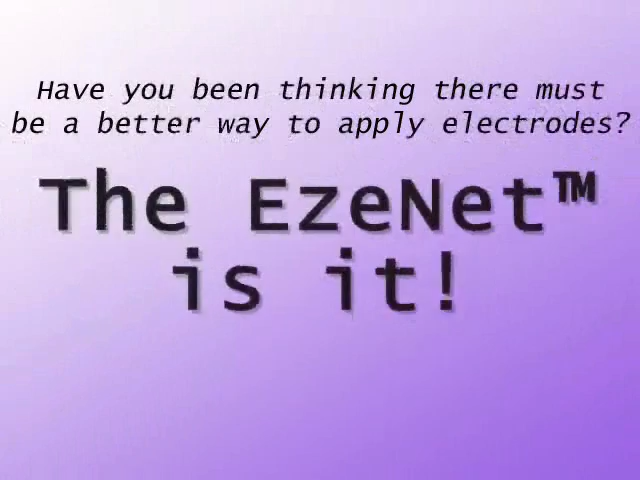 Have you been thinking there must
be a better way to apply electrodes?
The EzeNet™
is it!